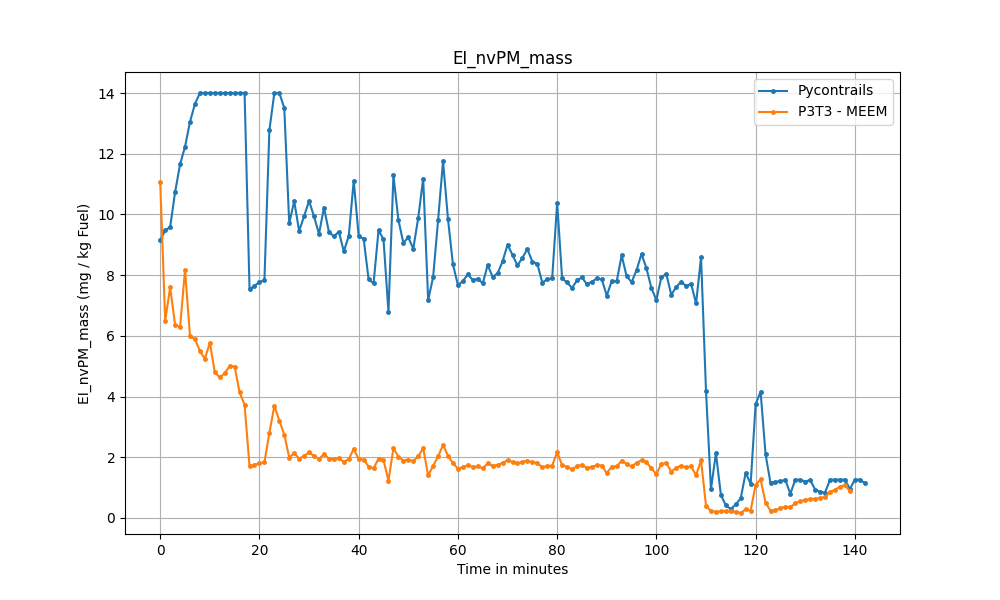 EI_nvPM_mass
Pycontrails
P3T3 - MEEM
EI_nvPM_mass (mg / kg Fuel)
14
12
10
8
6
4
2
0
0 20 40 60 80 100 120 140
Time in minutes